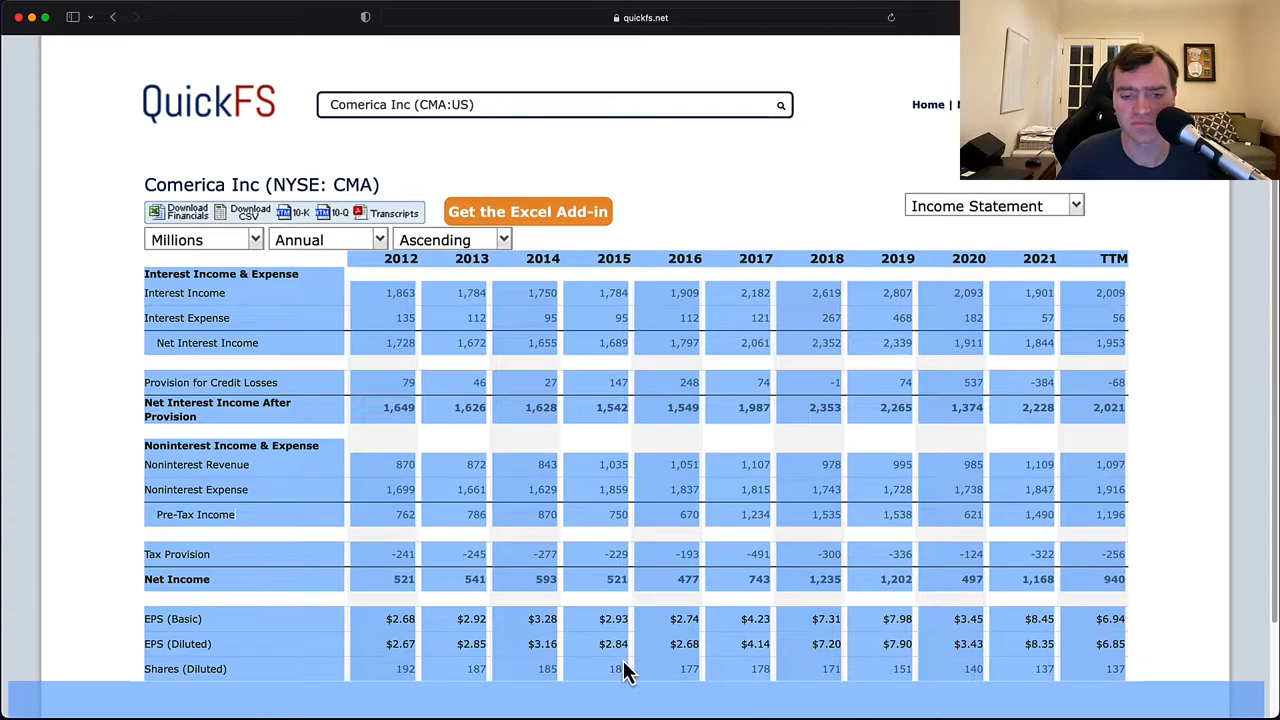 quickfs.net
QuickFS
Comerica Inc (CMA:US)
Home |
Comerica Inc (NYSE: CMA)
Download Financials Download CSV 10-K 10-Q Transcripts Get the Excel Add-in
Income Statement
Millions Annual Ascending
2012 2013 2014 2015 2016 2017 2018 2019 2020 2021 TTM
Interest Income & Expense
Interest Income 1,863 1,784 1,750 1,784 1,909 2,182 2,619 2,807 2,093 1,901 2,009
Interest Expense 135 112 95 95 112 121 267 468 182 57 56
Net Interest Income 1,728 1,672 1,655 1,689 1,797 2,061 2,352 2,339 1,911 1,844 1,953
Provision for Credit Losses 79 46 27 147 248 74 -1 74 537 -384 -68
Net Interest Income After
Provision 1,649 1,626 1,628 1,542 1,549 1,987 2,353 2,265 1,374 2,228 2,021
Noninterest Income & Expense
Noninterest Revenue 870 872 843 1,035 1,051 1,107 978 995 985 1,109 1,097
Noninterest Expense 1,699 1,661 1,629 1,859 1,837 1,815 1,743 1,728 1,738 1,847 1,916
Pre-Tax Income 762 786 870 750 670 1,234 1,535 1,538 621 1,490 1,196
Tax Provision -241 -245 -277 -229 -193 -491 -300 -336 -124 -322 -256
Net Income 521 541 593 521 477 743 1,235 1,202 497 1,168 940
EPS (Basic) $2.68 $2.92 $3.28 $2.93 $2.74 $4.23 $7.31 $7.98 $3.45 $8.45 $6.94
EPS (Diluted) $2.67 $2.85 $3.16 $2.84 $2.68 $4.14 $7.20 $7.90 $3.43 $8.35 $6.85
Shares (Diluted) 192 187 185 177 178 171 151 140 137 137